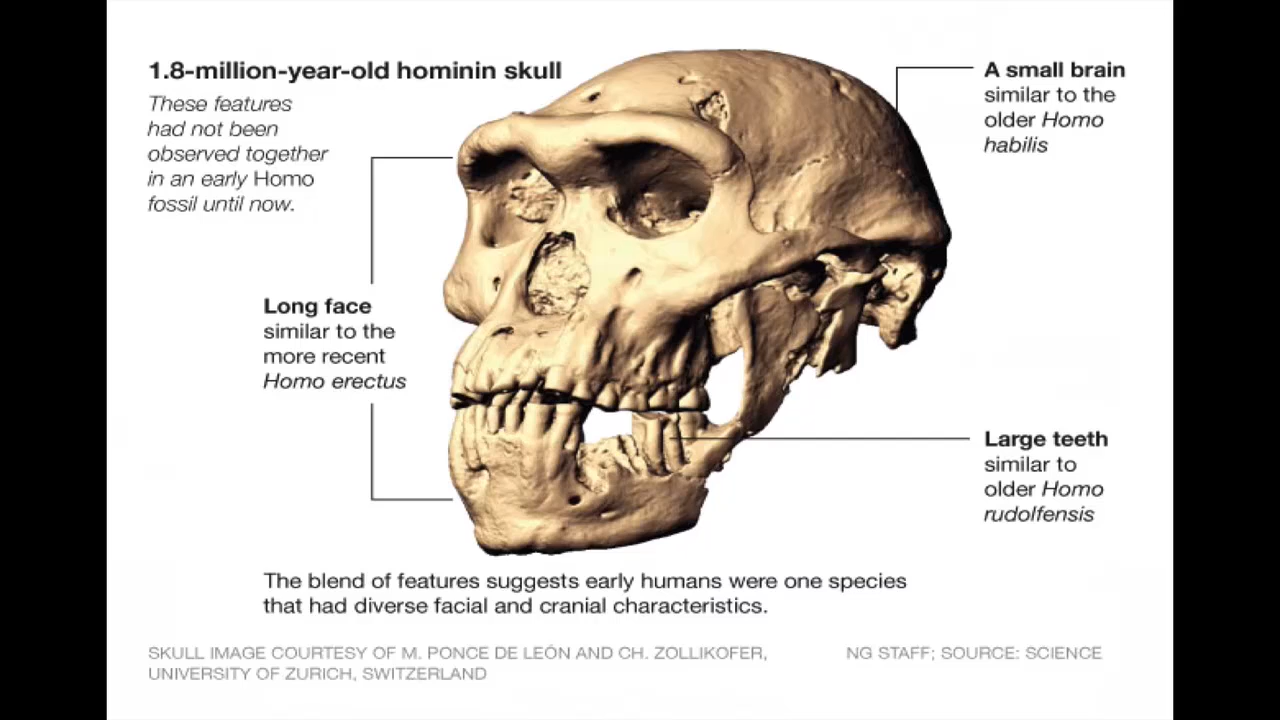 1.8-million-year-old hominin skull
These features
had not been
observed together
in an early Homo
fossil until now.
A small brain
similar to the
older Homo
habilis
Long face
similar to the
more recent
Homo erectus
Large teeth
similar to
older Homo
rudolfensis
The blend of features suggests early humans were one species
that had diverse facial and cranial characteristics.
SKULL IMAGE COURTESY OF M. PONCE DE LEÓN AND CH. ZOLLIKOFER,
UNIVERSITY OF ZURICH, SWITZERLAND
NG STAFF; SOURCE: SCIENCE